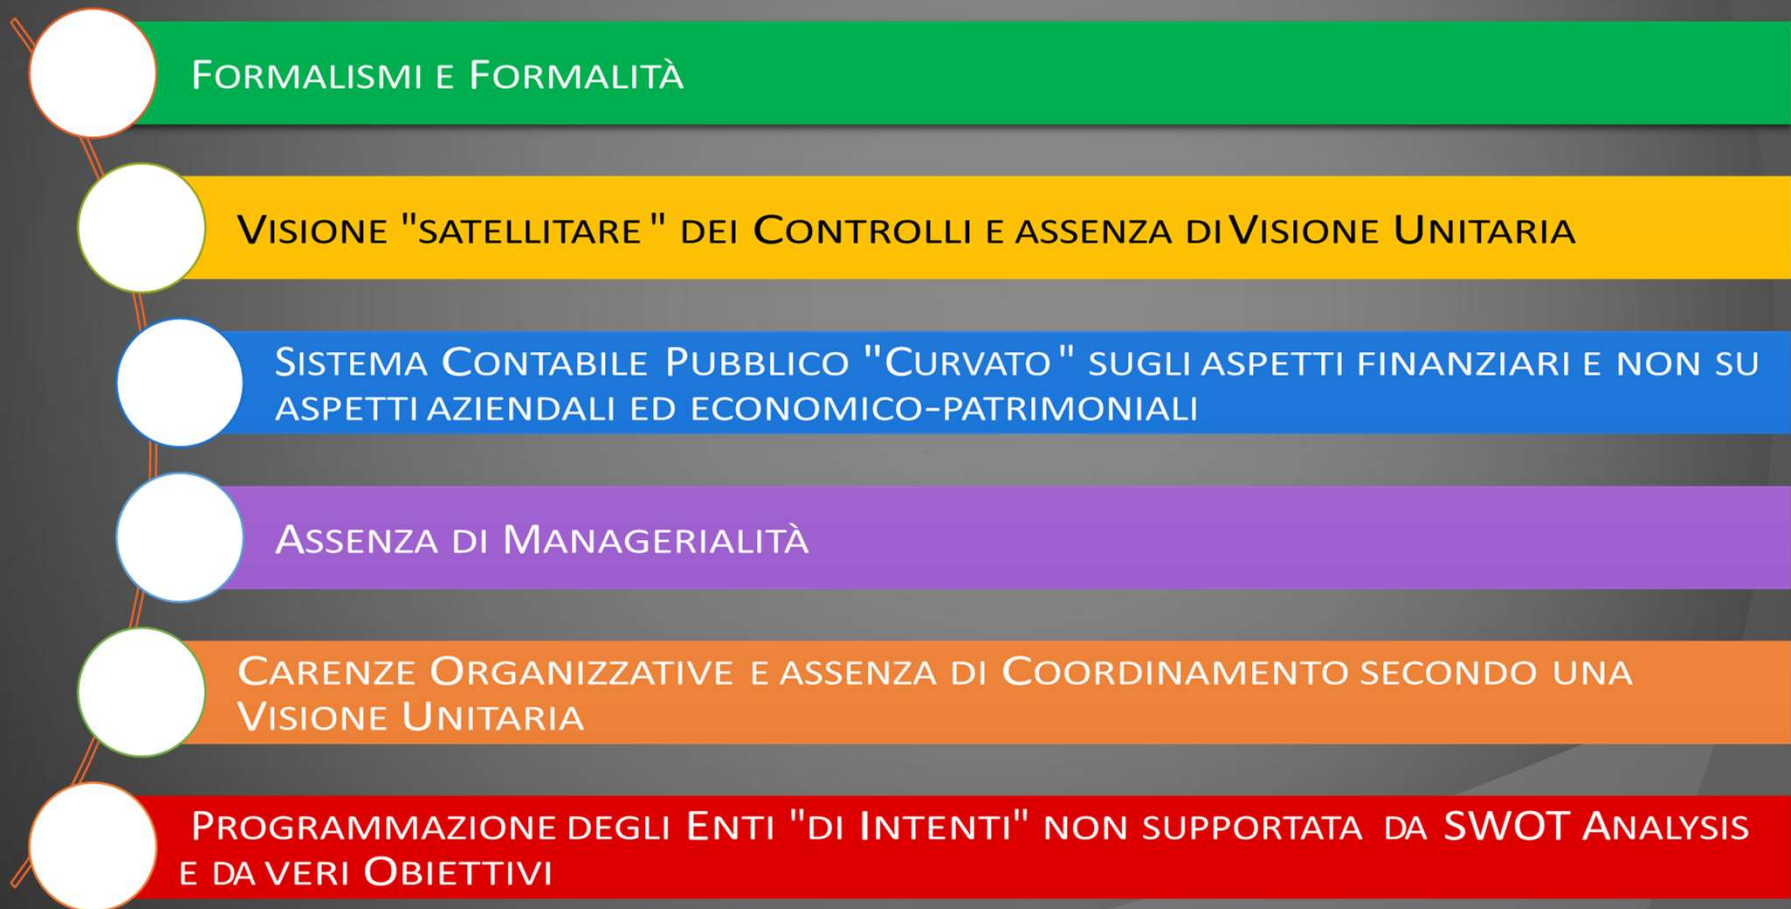 Formalismi e Formalità
Visione "satellitare" dei Controlli e assenza di Visione Unitaria
Sistema Contabile Pubblico "Curvato" sugli aspetti finanziari e non su
aspetti aziendali ed economico-patrimoniali
Assenza di Managerialità
Carenze Organizzative e assenza di Coordinamento secondo una
Visione Unitaria
Programmazione degli Enti "di Intenti" non supportata da SWOT Analysis
e da veri Obiettivi